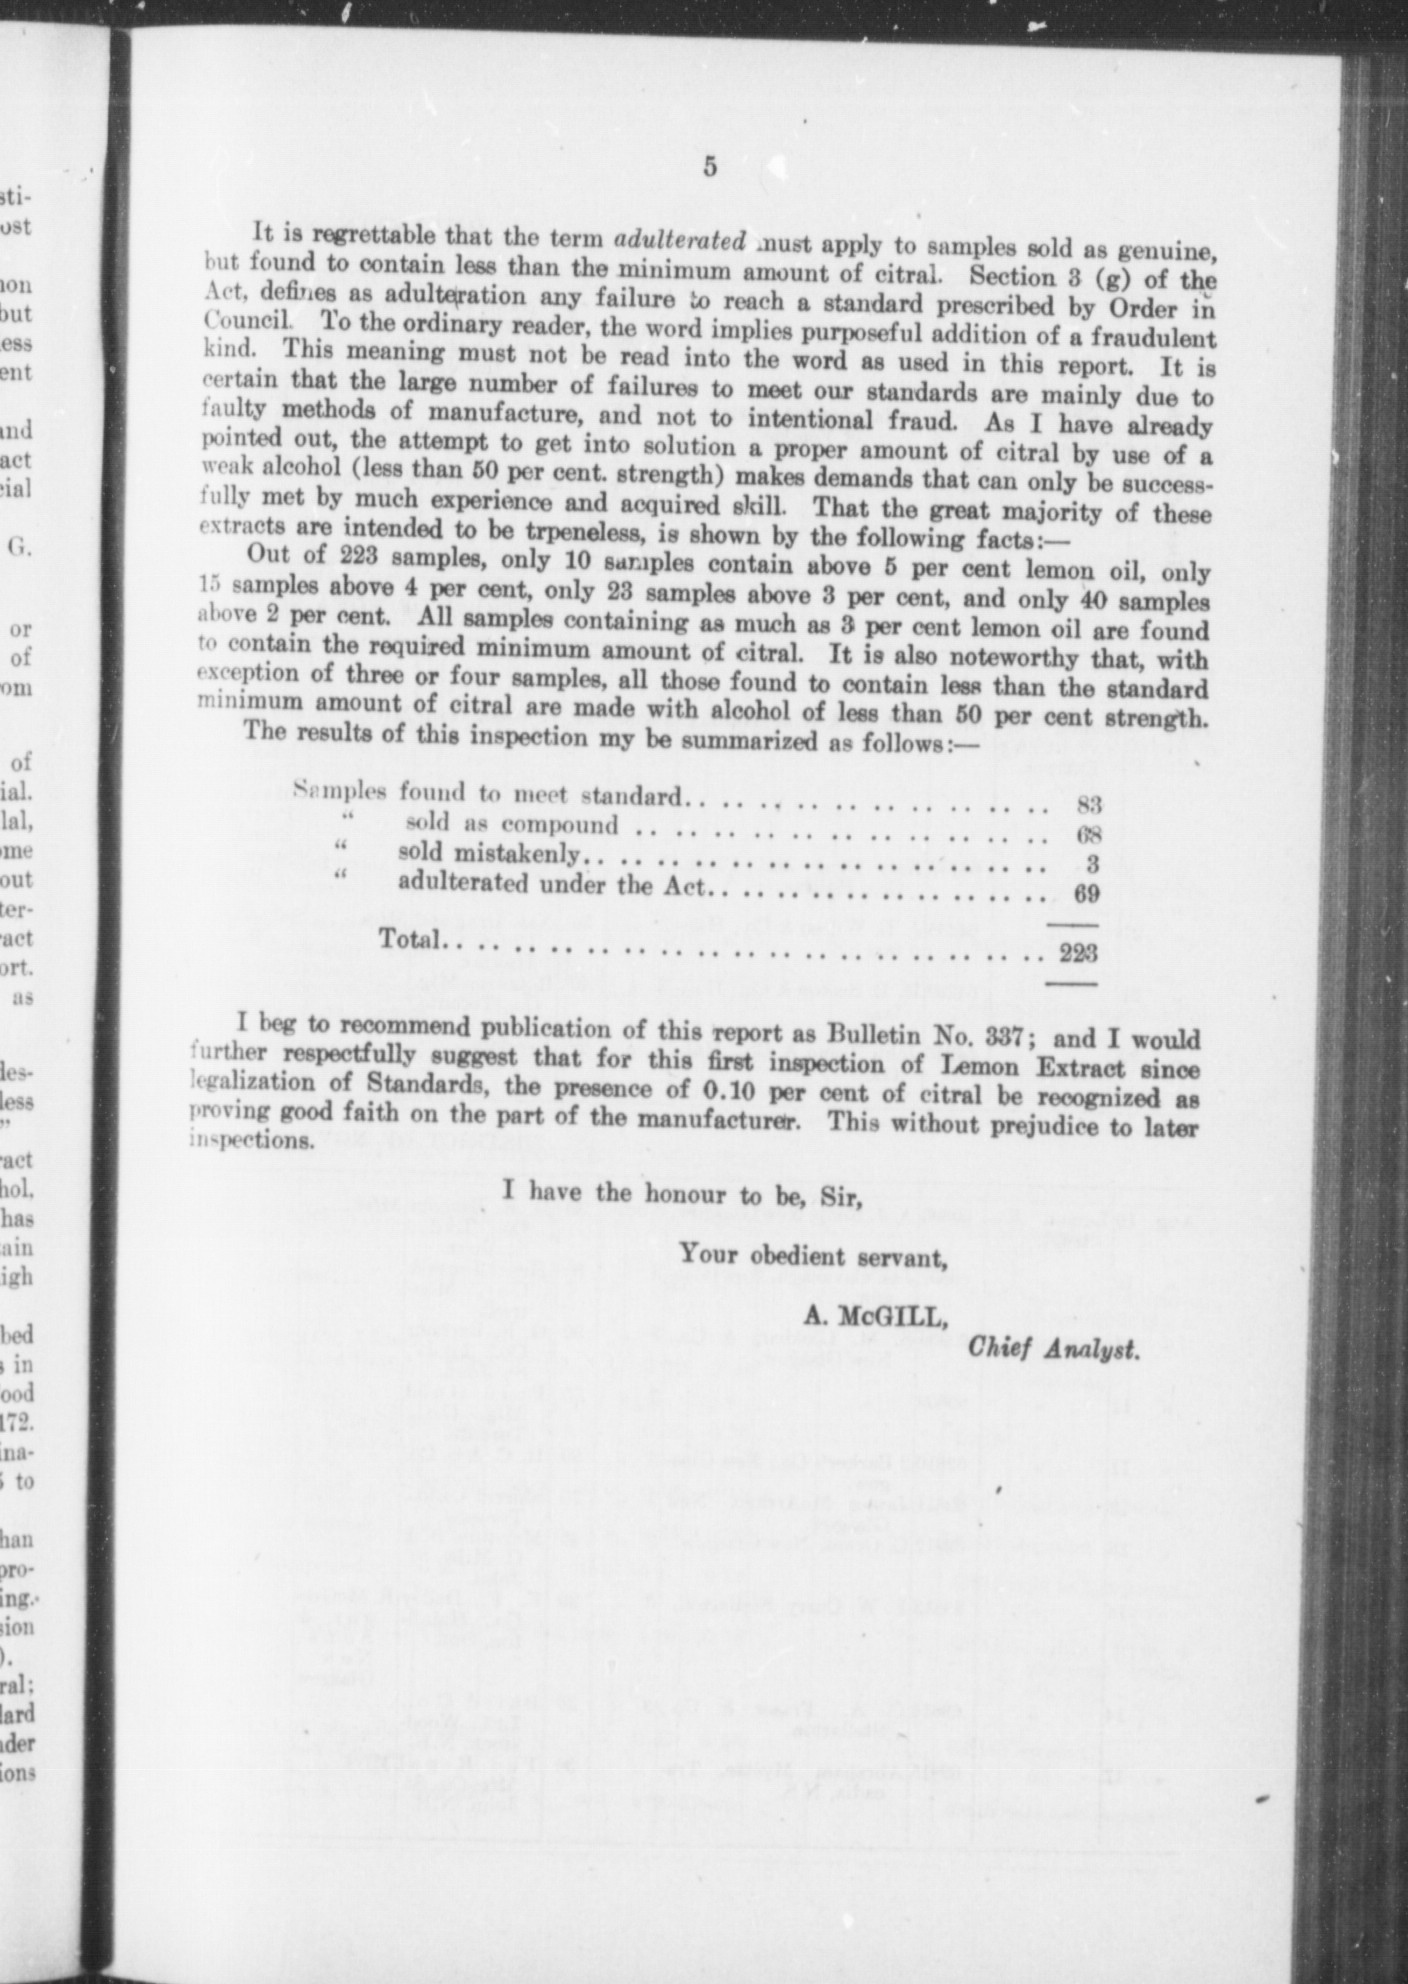 5
It is regrettable that the term adulterated must apply to samples sold as genuine,
but found to contain less than the minimum amount of citral. Section 3 (g) of the
Act, defines as adulteration any failure to reach a standard prescribed by Order in
Council. To the ordinary reader, the word implies purposeful addition of a fraudulent
kind. This meaning must not be read into the word as used in this report. It is
certain that the large number of failures to meet our standards are mainly due to
faulty methods of manufacture, and not to intentional fraud. As I have already
pointed out, the attempt to get into solution a proper amount of citral by use of a
weak alcohol (less than 50 per cent. strength) makes demands that can only be success-
fully met by much experience and acquired skill. That the great majority of these
extracts are intended to be trpeneless, is shown by the following facts:—
Out of 223 samples, only 10 samples contain above 5 per cent lemon oil, only
15 samples above 4 per cent, only 23 samples above 3 per cent, and only 40 samples
above 2 per cent. All samples containing as much as 3 per cent lemon oil are found
to contain the required minimum amount of citral. It is also noteworthy that, with
exception of three or four samples, all those found to contain less than the standard
minimum amount of citral are made with alcohol of less than 50 per cent strength.
The results of this inspection my be summarized as follows:—
Samples found to meet standard.. .. .. .. .. .. .. .. .. .. 83
“ sold as compound .. .. .. .. .. .. .. .. .. .. .. .. 68
“ sold mistakenly.. .. .. .. .. .. .. .. .. .. .. .. .. 3
“ adulterated under the Act.. .. .. .. .. .. .. .. .. .. 69
Total.. .. .. .. .. .. .. .. .. .. .. .. .. .. .. .. .. 223
I beg to recommend publication of this report as Bulletin No. 337; and I would
further respectfully suggest that for this first inspection of Lemon Extract since
legalization of Standards, the presence of 0.10 per cent of citral be recognized as
proving good faith on the part of the manufacturer. This without prejudice to later
inspections.
I have the honour to be, Sir,
Your obedient servant,
A. McGILL,
Chief Analyst.